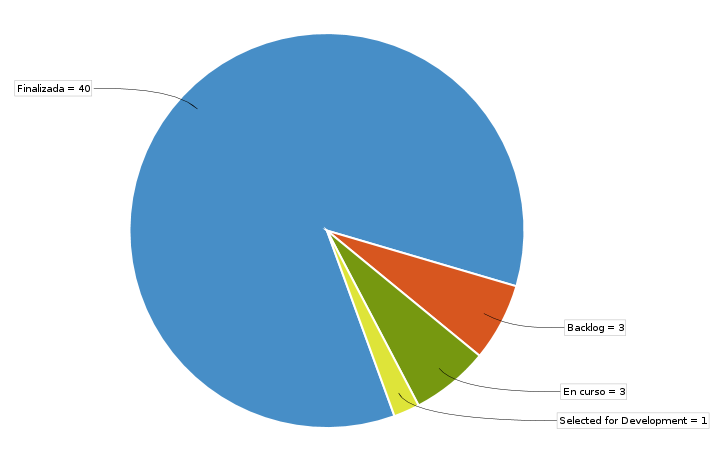 Finalizada = 40
Backlog = 3
En curso = 3
Selected for Development = 1